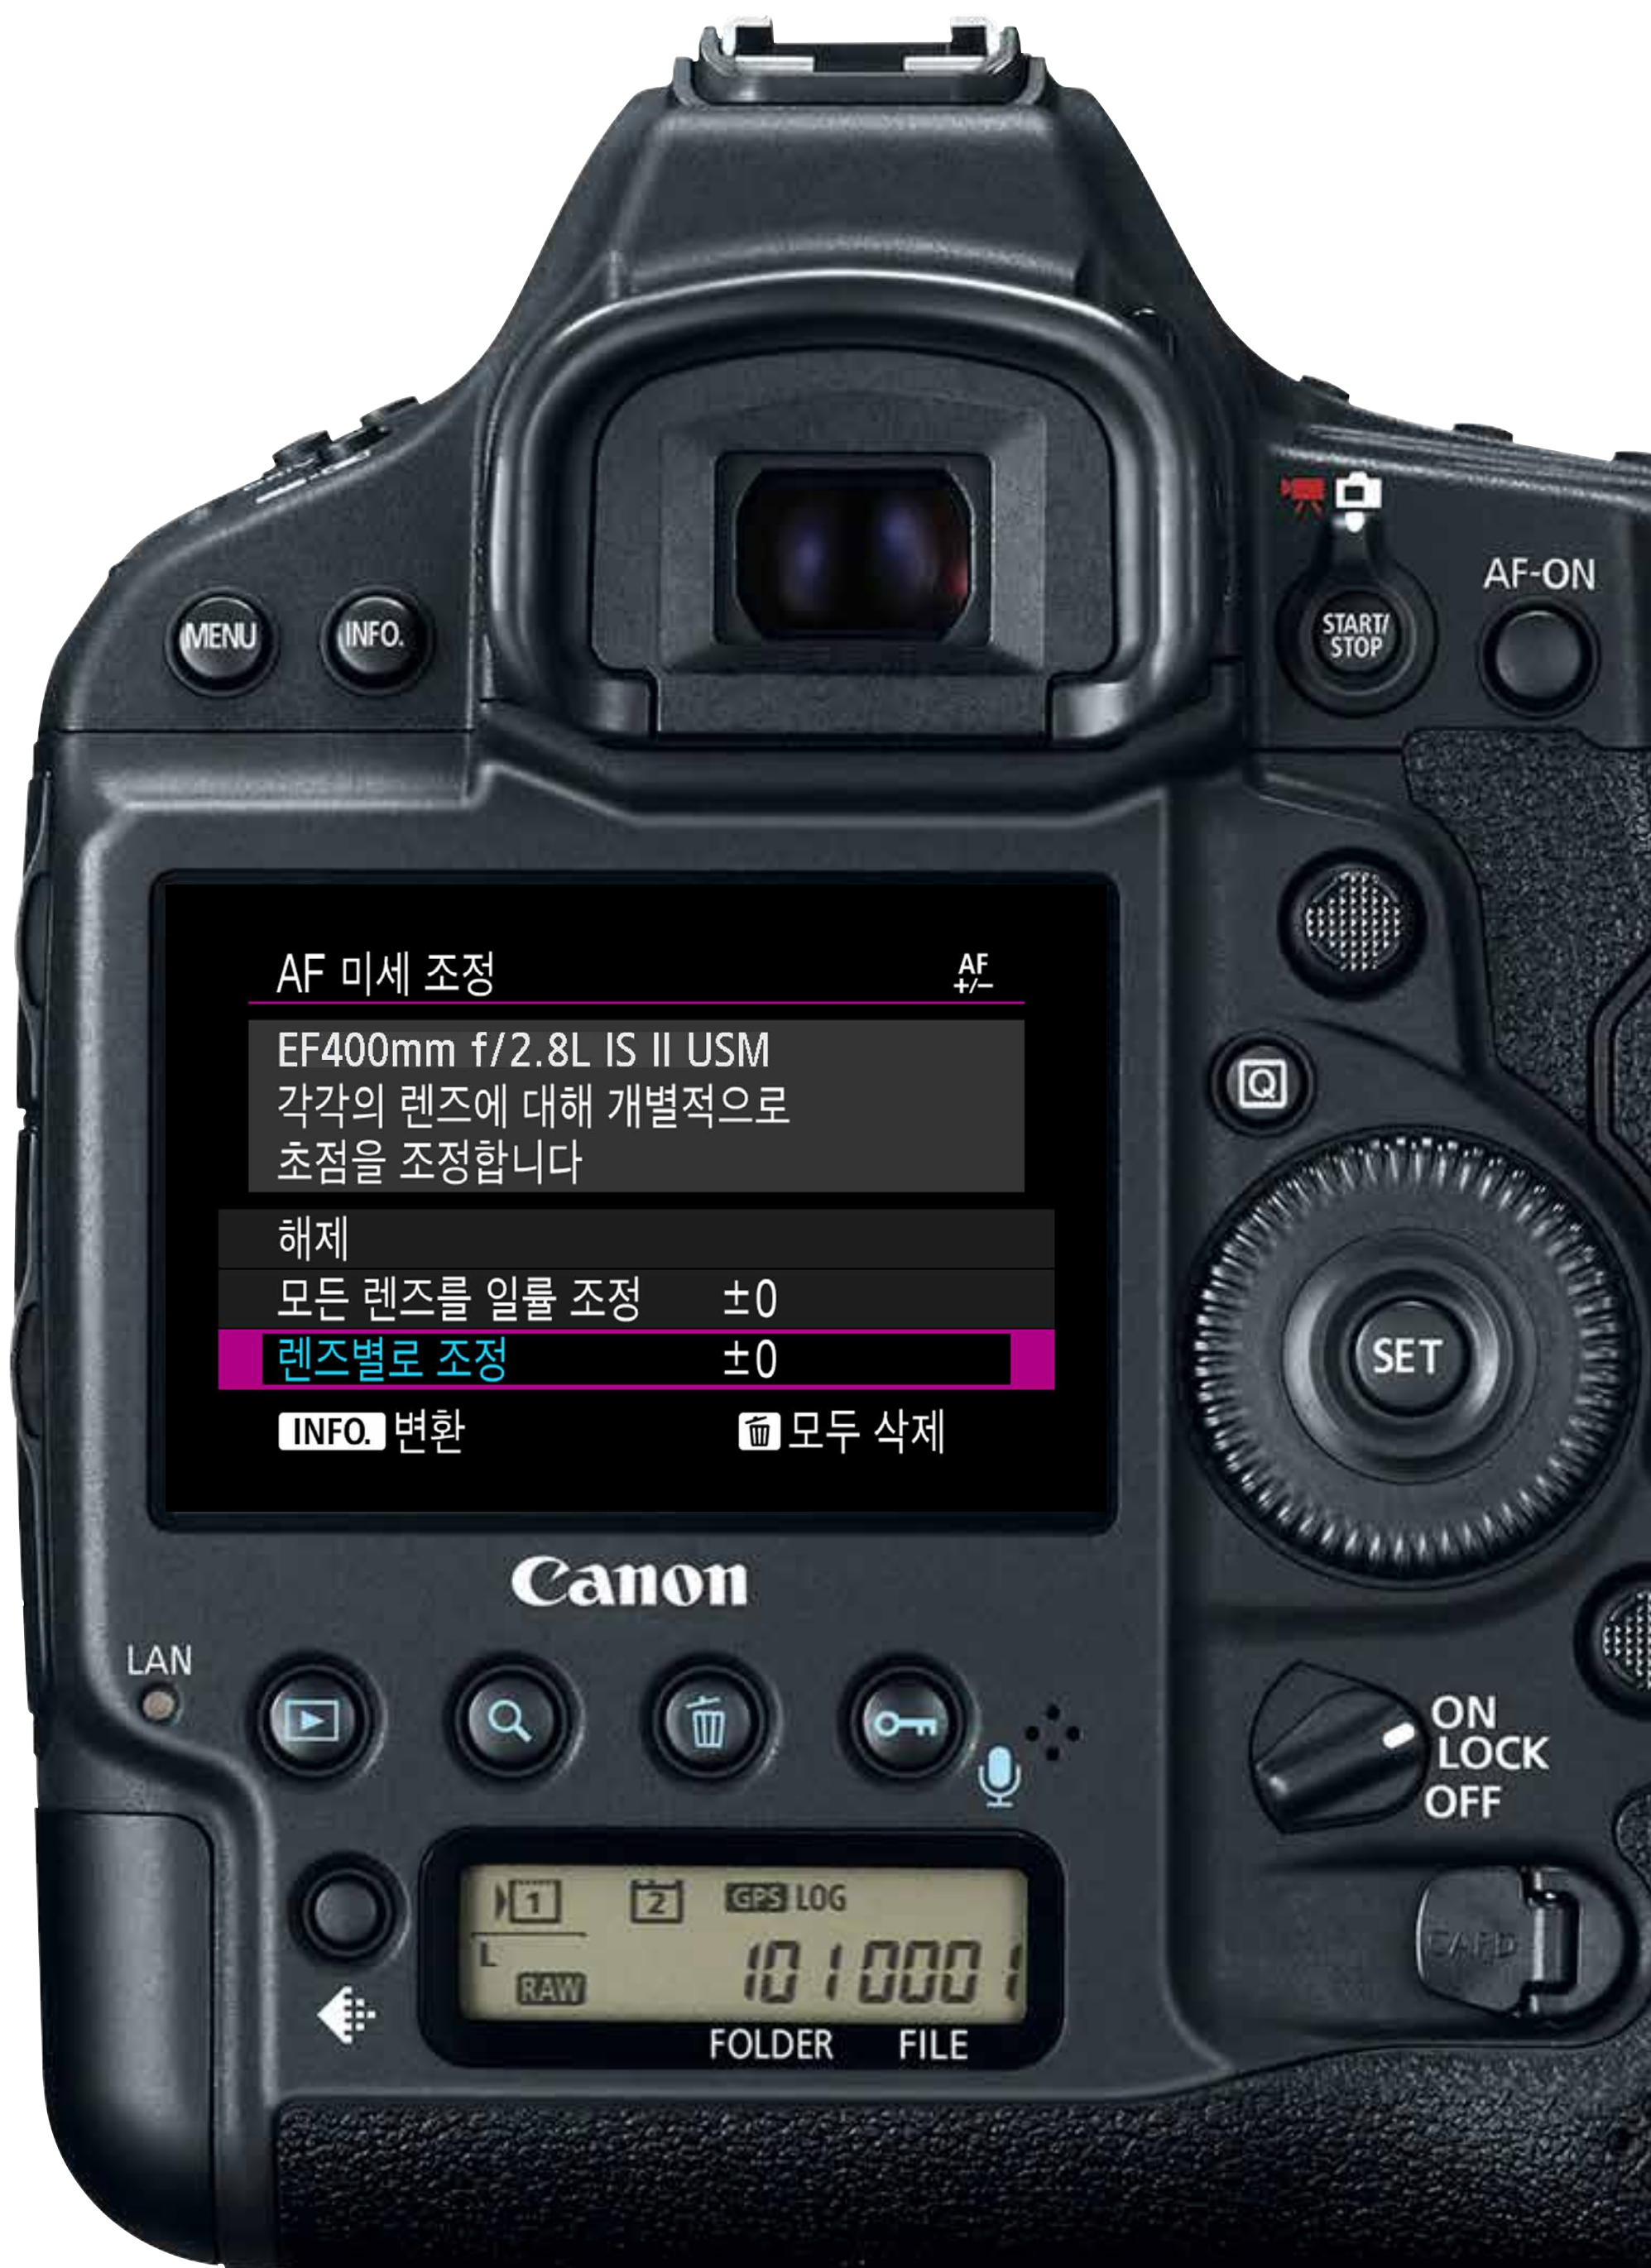 MENU
INFO.
START/
STOP
AF-ON
AF 미세 조정
AF
+/−
EF400mm f/2.8L IS II USM
각각의 렌즈에 대해 개별적으로
초점을 조정합니다
해제
모든 렌즈를 일률 조정 ±0
렌즈별로 조정 ±0
INFO. 변환 모두 삭제
Q
SET
Canon
LAN
ON
LOCK
OFF
1 2 GPS LOG
L
RAW
101 0001
FOLDER FILE
CARD